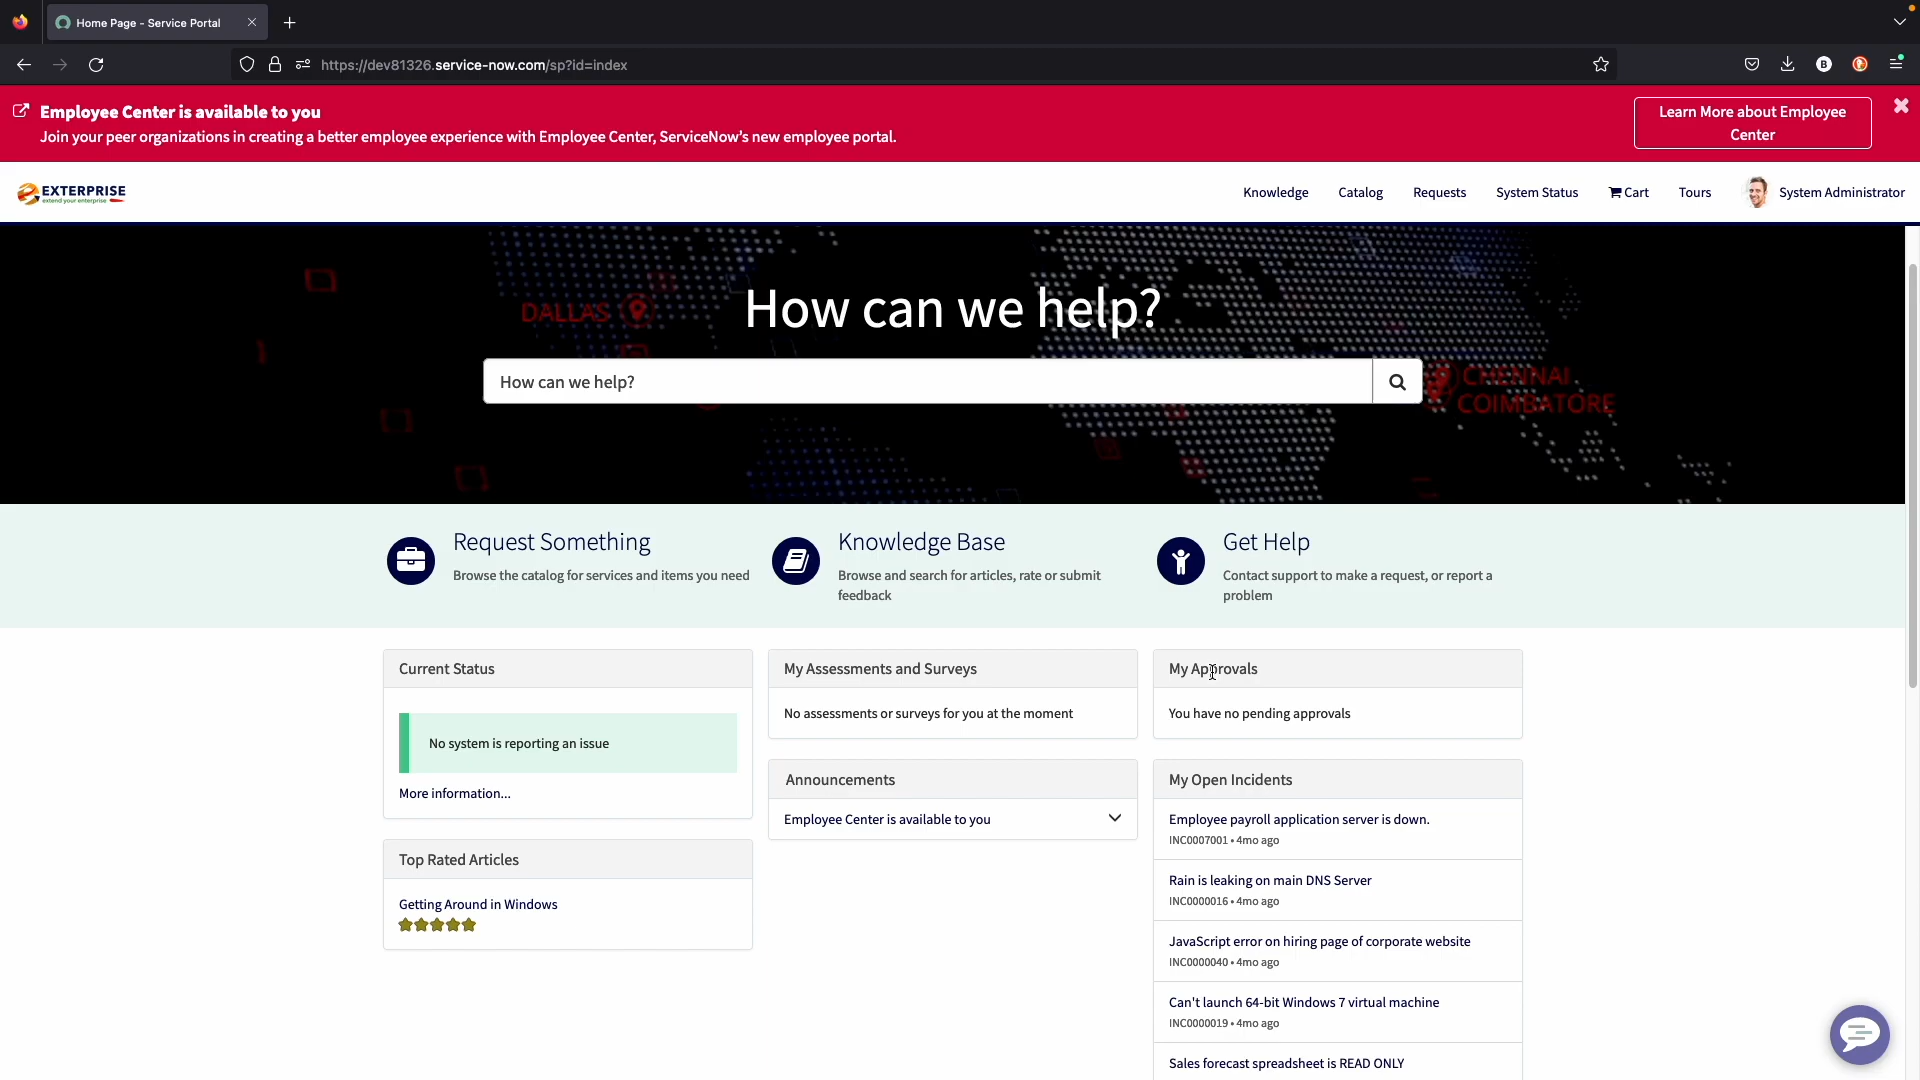 Home Page - Service Portal
https://dev81326.service-now.com/sp?id=index
B
Employee Center is available to you
Join your peer organizations in creating a better employee experience with Employee Center, ServiceNow's new employee portal.
Learn More about Employee
Center
EXTERPRISE
extend your enterprise
Knowledge
Catalog
Requests
System Status
Cart
Tours
System Administrator
DALLAS
How can we help?
How can we help?
CHENNAI
COIMBATORE
Request Something
Browse the catalog for services and items you need
Knowledge Base
Browse and search for articles, rate or submit
feedback
Get Help
Contact support to make a request, or report a
problem
Current Status
No system is reporting an issue
More information...
Top Rated Articles
Getting Around in Windows
My Assessments and Surveys
No assessments or surveys for you at the moment
Announcements
Employee Center is available to you
My Approvals
You have no pending approvals
My Open Incidents
Employee payroll application server is down.
INC0007001 • 4mo ago
Rain is leaking on main DNS Server
INC0000016 • 4mo ago
JavaScript error on hiring page of corporate website
INC0000040 • 4mo ago
Can't launch 64-bit Windows 7 virtual machine
INC0000019 • 4mo ago
Sales forecast spreadsheet is READ ONLY